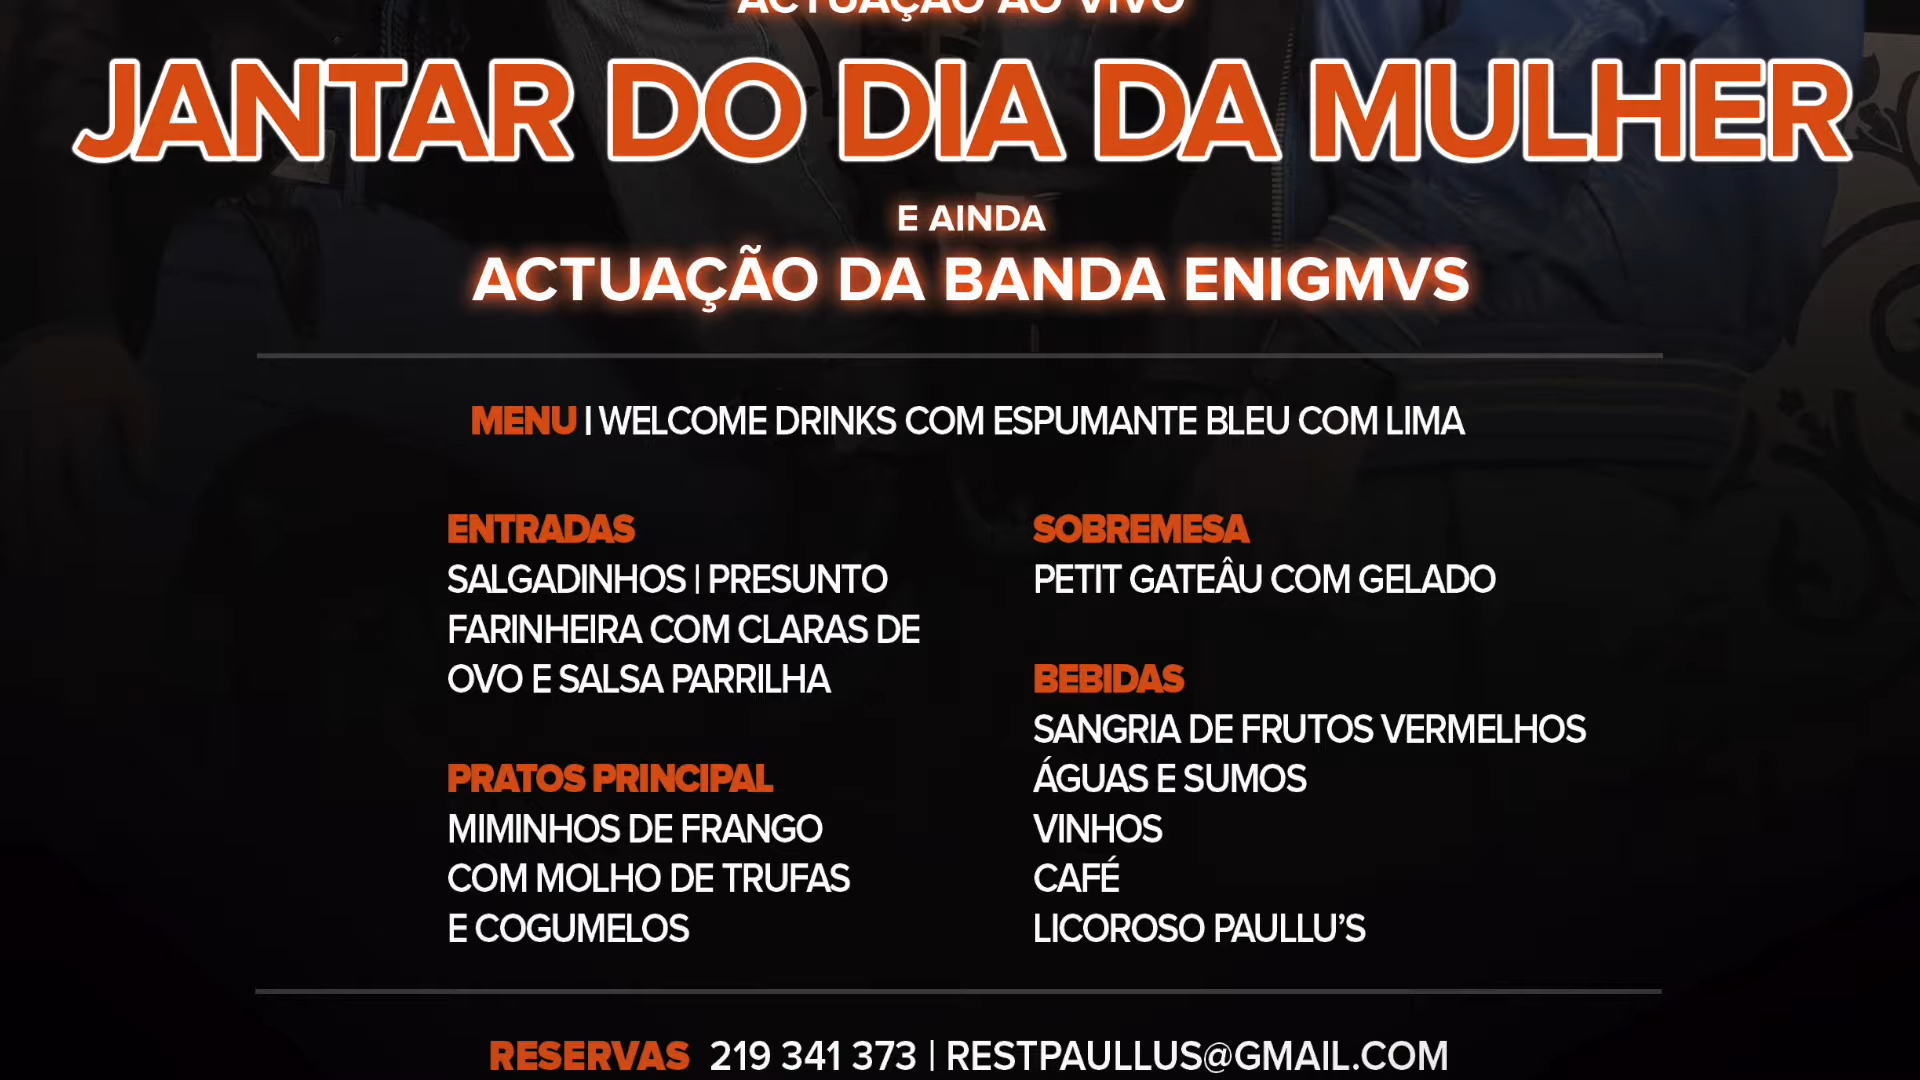 ACTUAÇÃO AO VIVO
JANTAR DO DIA DA MULHER
E AINDA
ACTUAÇÃO DA BANDA ENIGMVS
MENU | WELCOME DRINKS COM ESPUMANTE BLEU COM LIMA
ENTRADAS
SALGADINHOS | PRESUNTO
FARINHEIRA COM CLARAS DE
OVO E SALSA PARRILHA
PRATOS PRINCIPAL
MIMINHOS DE FRANGO
COM MOLHO DE TRUFAS
E COGUMELOS
SOBREMESA
PETIT GATEÂU COM GELADO
BEBIDAS
SANGRIA DE FRUTOS VERMELHOS
ÁGUAS E SUMOS
VINHOS
CAFÉ
LICOROSO PAULLU’S
RESERVAS 219 341 373 | RESTPAULLUS@GMAIL.COM